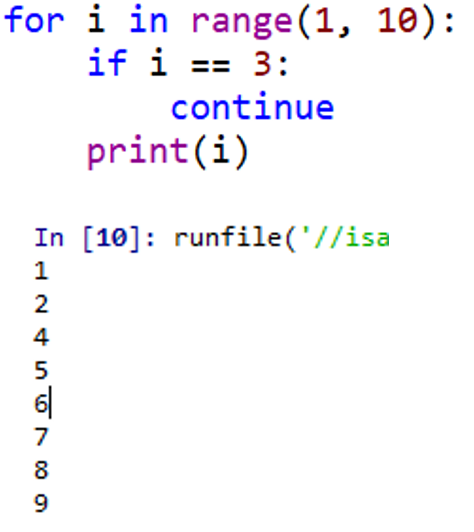 for i in range(1, 10):
    if i == 3:
        continue
    print(i)
In [10]: runfile('//isa
1
2
4
5
6
7
8
9